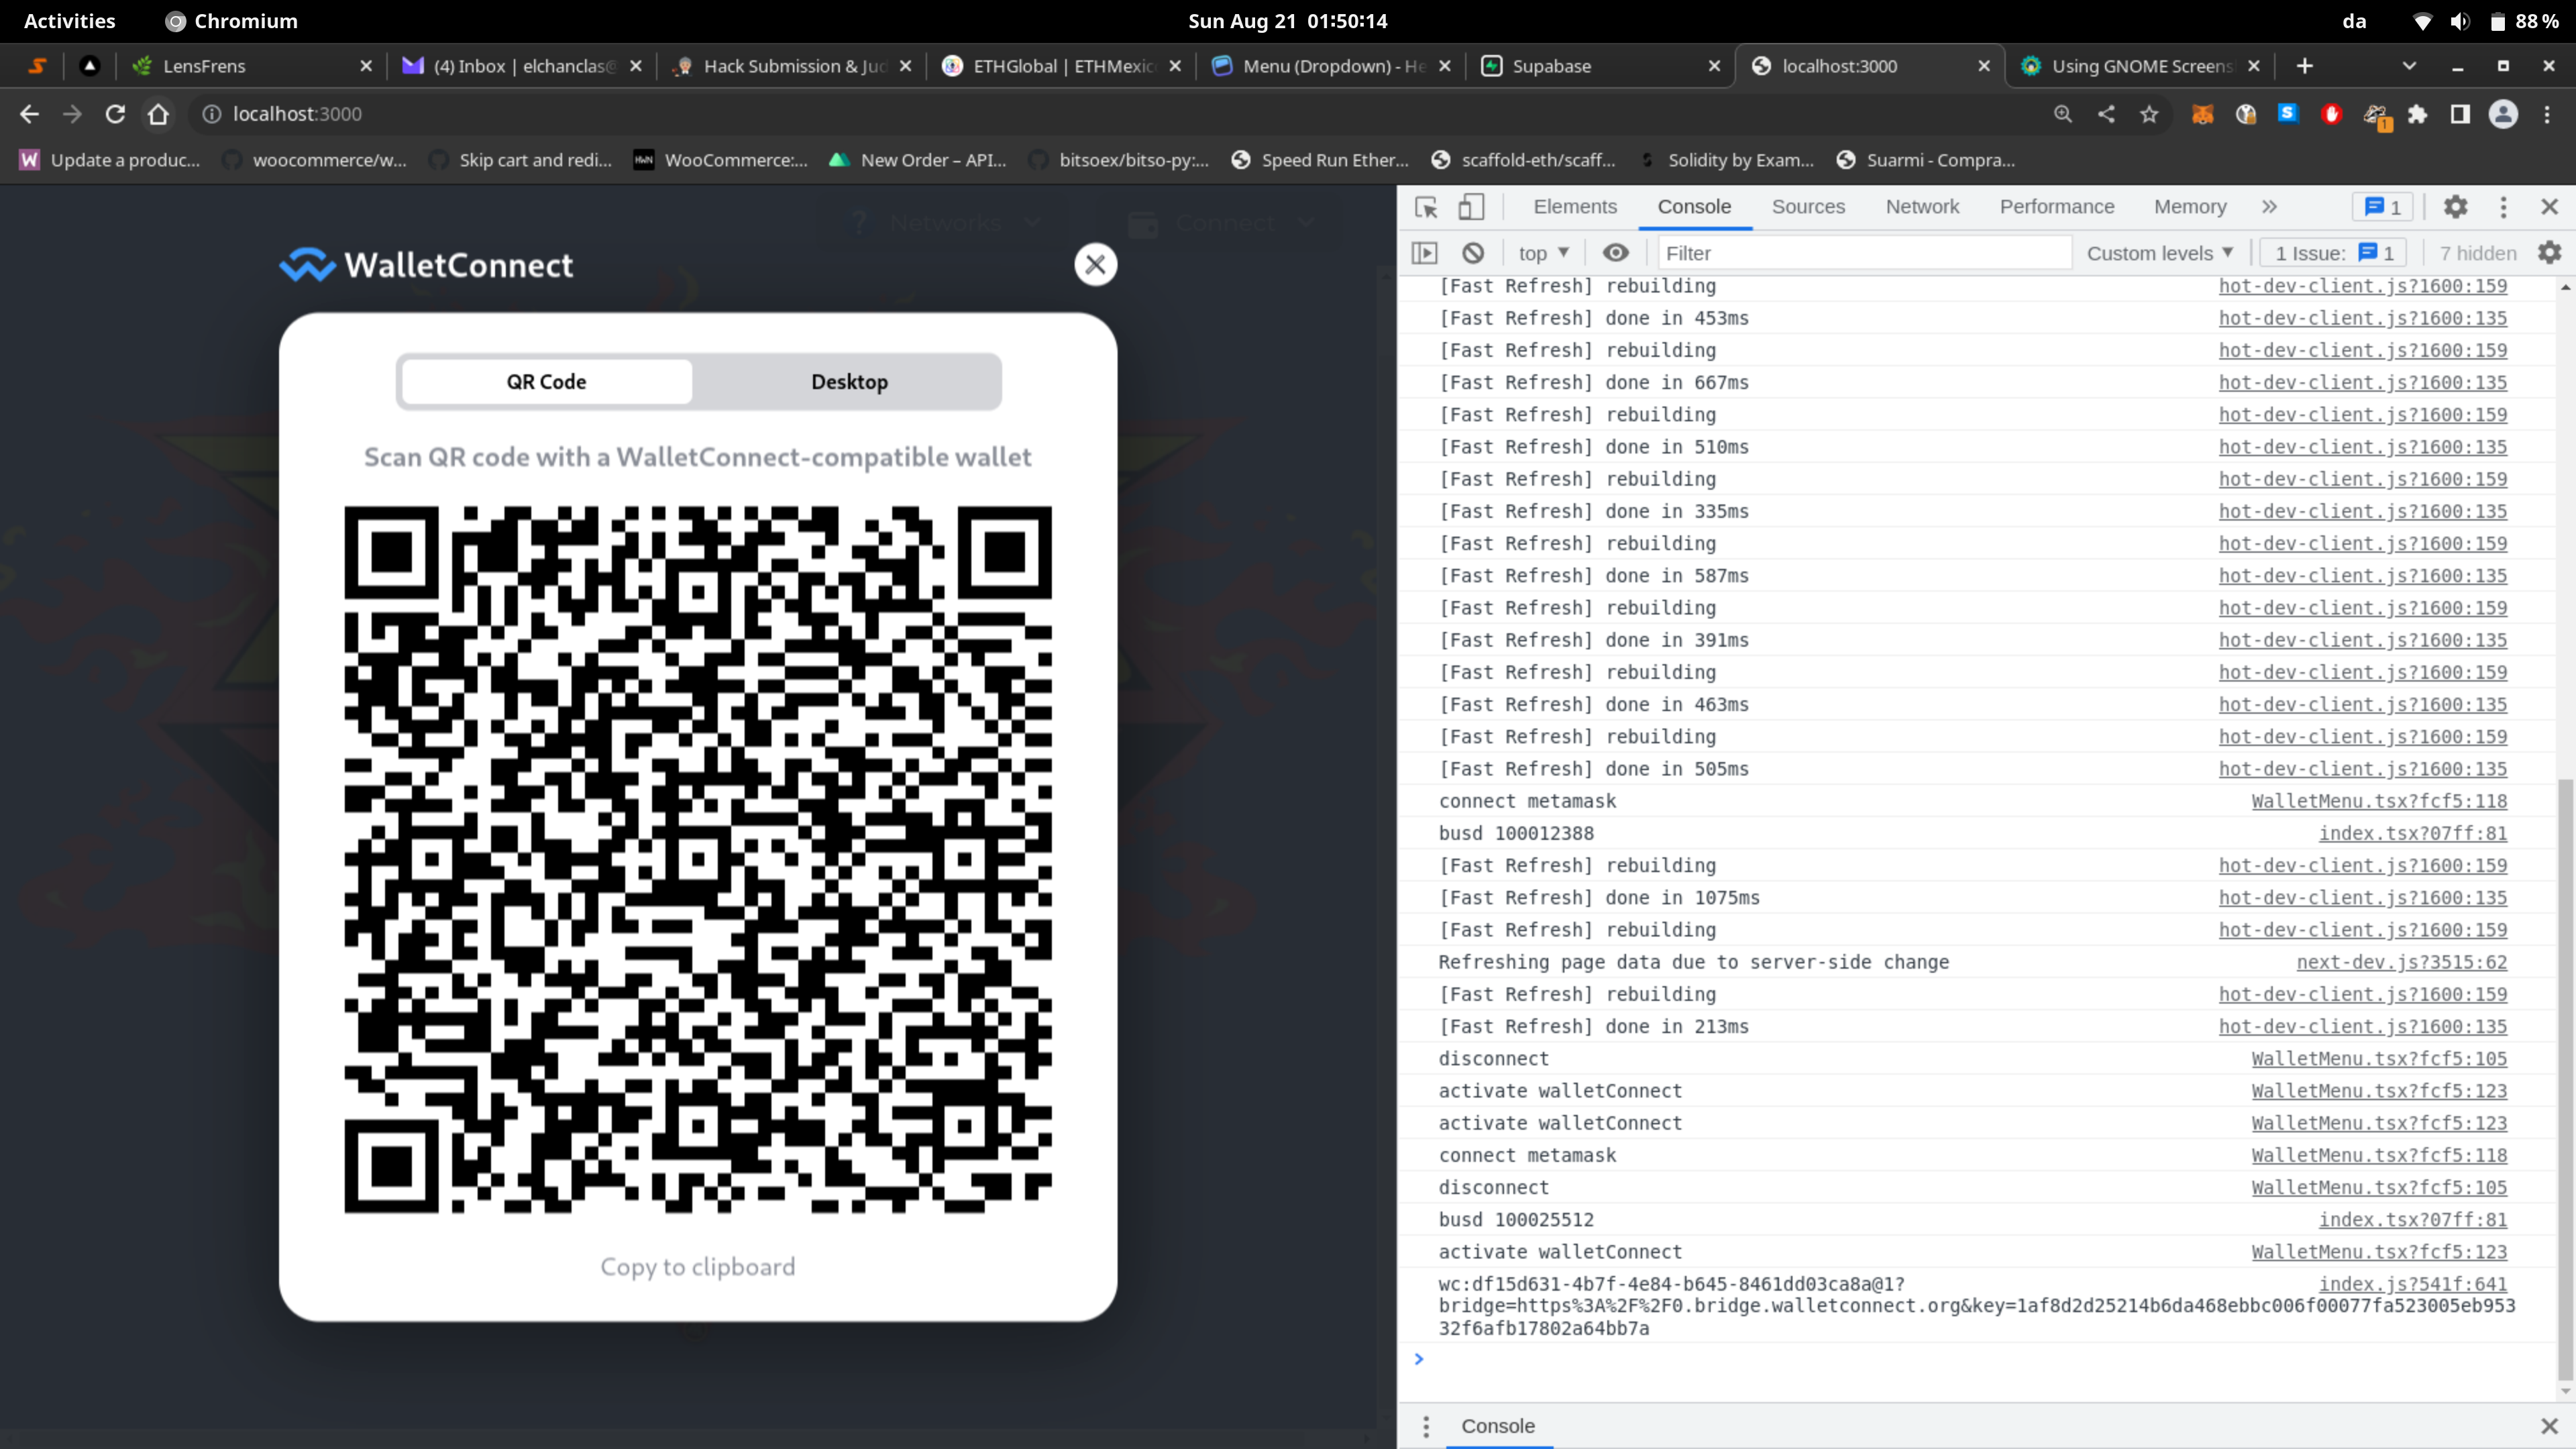 Activities
Chromium
Sun Aug 21 01:50:14
da
88 %
LensFrens
(4) Inbox | elchanclas@
Hack Submission & Jud
ETHGlobal | ETHMexico
Menu (Dropdown) - He
Supabase
localhost:3000
Using GNOME Screens
localhost:3000
1
Update a produc...
woocommerce/w...
Skip cart and redi...
WooCommerce:...
New Order – API...
bitsoex/bitso-py:...
Speed Run Ether...
scaffold-eth/scaff...
Solidity by Exam...
Suarmi - Compra...
Networks
Connect
WalletConnect
QR Code
Desktop
Scan QR code with a WalletConnect-compatible wallet
Copy to clipboard
Elements
Console
Sources
Network
Performance
Memory
1
top
Filter
Custom levels
1 Issue: 1
7 hidden
[Fast Refresh] rebuilding hot-dev-client.js?1600:159
[Fast Refresh] done in 453ms hot-dev-client.js?1600:135
[Fast Refresh] rebuilding hot-dev-client.js?1600:159
[Fast Refresh] done in 667ms hot-dev-client.js?1600:135
[Fast Refresh] rebuilding hot-dev-client.js?1600:159
[Fast Refresh] done in 510ms hot-dev-client.js?1600:135
[Fast Refresh] rebuilding hot-dev-client.js?1600:159
[Fast Refresh] done in 335ms hot-dev-client.js?1600:135
[Fast Refresh] rebuilding hot-dev-client.js?1600:159
[Fast Refresh] done in 587ms hot-dev-client.js?1600:135
[Fast Refresh] rebuilding hot-dev-client.js?1600:159
[Fast Refresh] done in 391ms hot-dev-client.js?1600:135
[Fast Refresh] rebuilding hot-dev-client.js?1600:159
[Fast Refresh] done in 463ms hot-dev-client.js?1600:135
[Fast Refresh] rebuilding hot-dev-client.js?1600:159
[Fast Refresh] done in 505ms hot-dev-client.js?1600:135
connect metamask WalletMenu.tsx?fcf5:118
busd 100012388 index.tsx?07ff:81
[Fast Refresh] rebuilding hot-dev-client.js?1600:159
[Fast Refresh] done in 1075ms hot-dev-client.js?1600:135
[Fast Refresh] rebuilding hot-dev-client.js?1600:159
Refreshing page data due to server-side change next-dev.js?3515:62
[Fast Refresh] rebuilding hot-dev-client.js?1600:159
[Fast Refresh] done in 213ms hot-dev-client.js?1600:135
disconnect WalletMenu.tsx?fcf5:105
activate walletConnect WalletMenu.tsx?fcf5:123
activate walletConnect WalletMenu.tsx?fcf5:123
connect metamask WalletMenu.tsx?fcf5:118
disconnect WalletMenu.tsx?fcf5:105
busd 100025512 index.tsx?07ff:81
activate walletConnect WalletMenu.tsx?fcf5:123
wc:df15d631-4b7f-4e84-b645-8461dd03ca8a@1? index.js?541f:641
bridge=https%3A%2F%2F0.bridge.walletconnect.org&key=1af8d2d25214b6da468ebbc006f00077fa523005eb953
32f6afb17802a64bb7a
Console